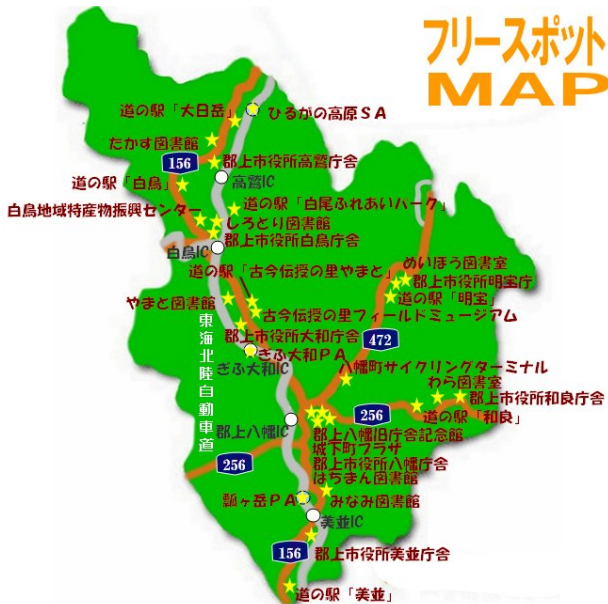 フリースポット
MAP
道の駅「大日岳」
ひるがの高原ＳＡ
たかす図書館
156
郡上市役所高鷲庁舎
高鷲IC
道の駅「白鳥」
道の駅「白尾ふれあいパーク」
白鳥地域特産物振興センター
しろとり図書館
郡上市役所白鳥庁舎
白鳥IC
道の駅「古今伝授の里やまと」
めいほう図書室
郡上市役所明宝庁
道の駅「明宝」
やまと図書館
古今伝授の里フィールドミュージアム
東海北陸自動車道
郡上市役所大和庁舎
472
ぎふ大和ＰＡ
ぎふ大和IC
八幡町サイクリングターミナル
わら図書室
郡上市役所和良庁舎
256
道の駅「和良」
郡上八幡IC
郡上八幡旧庁舎記念館
城下町プラザ
256
郡上市役所八幡庁舎
はちまん図書館
瓢ヶ岳ＰＡ
みなみ図書館
美並IC
156
郡上市役所美並庁舎
道の駅「美並」